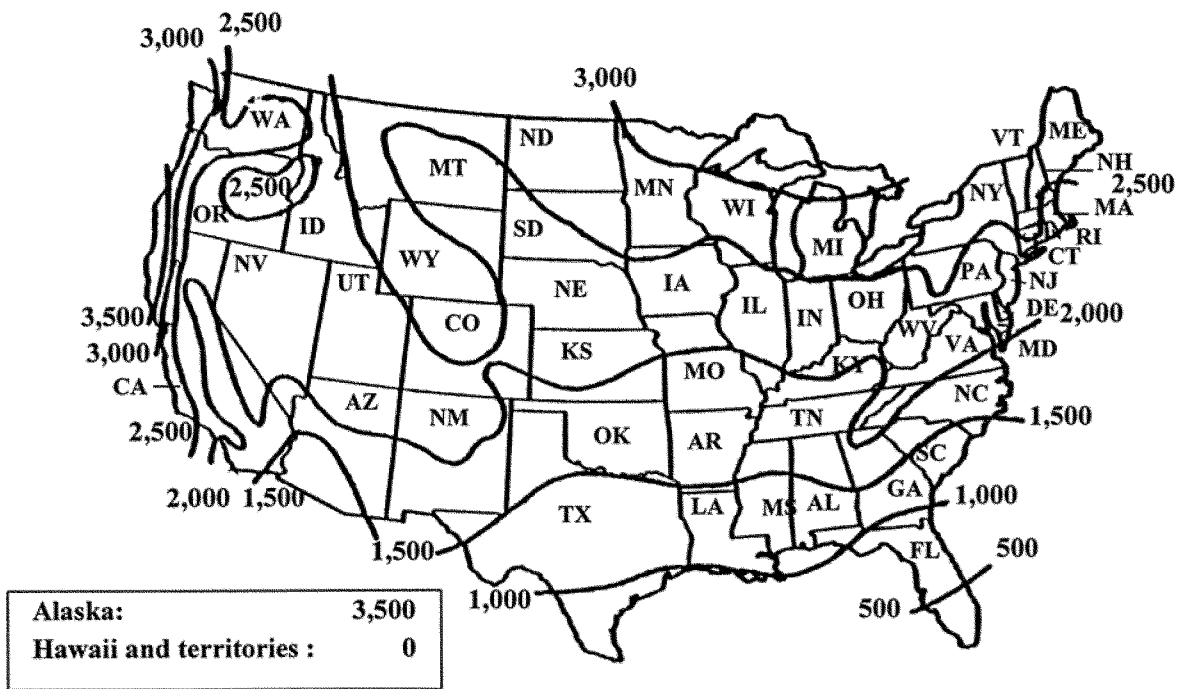 3,000 2,500
3,000
WA
MT
ND
MN
WI
MI
VT
ME
NH
2,500
NY
MA
RI
CT
2,500
OR
ID
WY
SD
NV
UT
NE
IA
IL
IN
OH
PA
NJ
DE
2,000
MD
3,500
3,000
CA
2,500
CO
KS
MO
KY
WV
VA
NC
1,500
AZ
NM
OK
AR
TN
SC
2,000 1,500
1,500
TX
LA
MS
AL
GA
1,000
FL
500
1,000
500
Alaska: 3,500
Hawaii and territories : 0